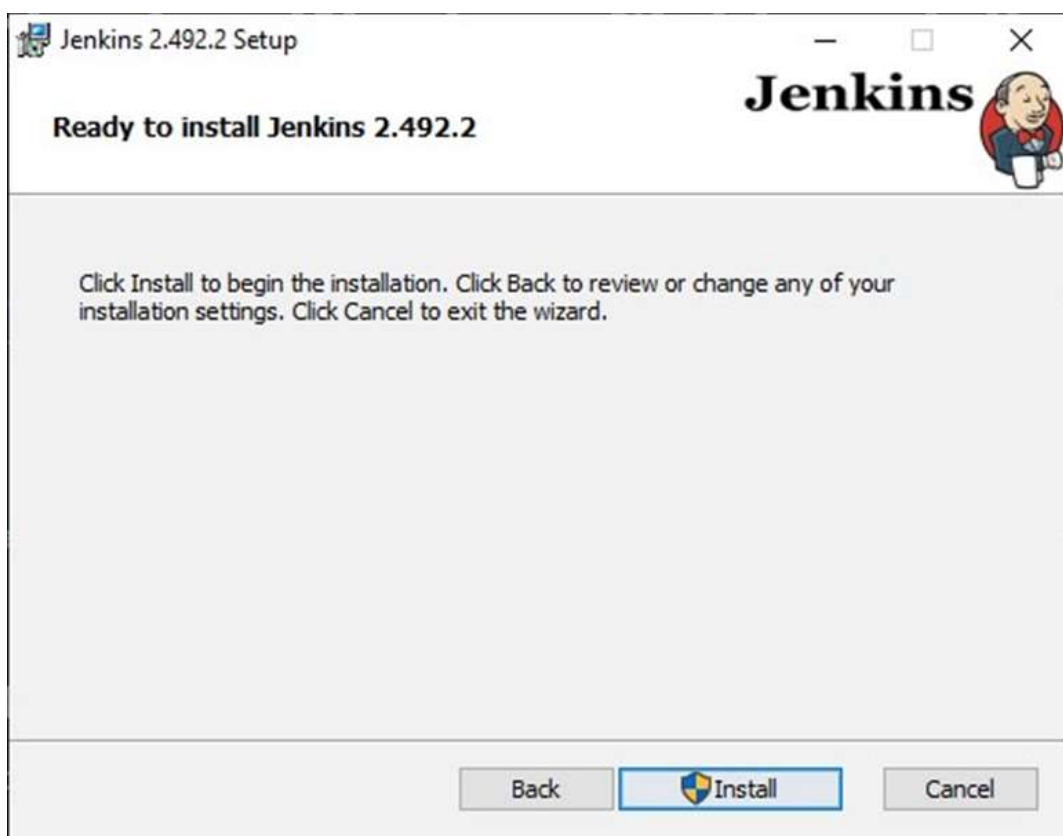 Jenkins 2.492.2 Setup
Jenkins
Ready to install Jenkins 2.492.2
Click Install to begin the installation. Click Back to review or change any of your
installation settings. Click Cancel to exit the wizard.
Back
Install
Cancel